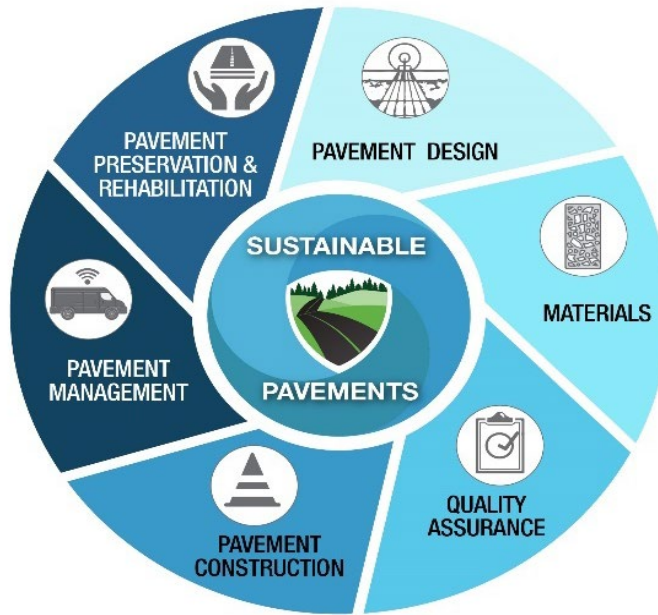 SUSTAINABLE
PAVEMENTS
PAVEMENT DESIGN
MATERIALS
QUALITY
ASSURANCE
PAVEMENT
CONSTRUCTION
PAVEMENT
MANAGEMENT
PAVEMENT
PRESERVATION &
REHABILITATION